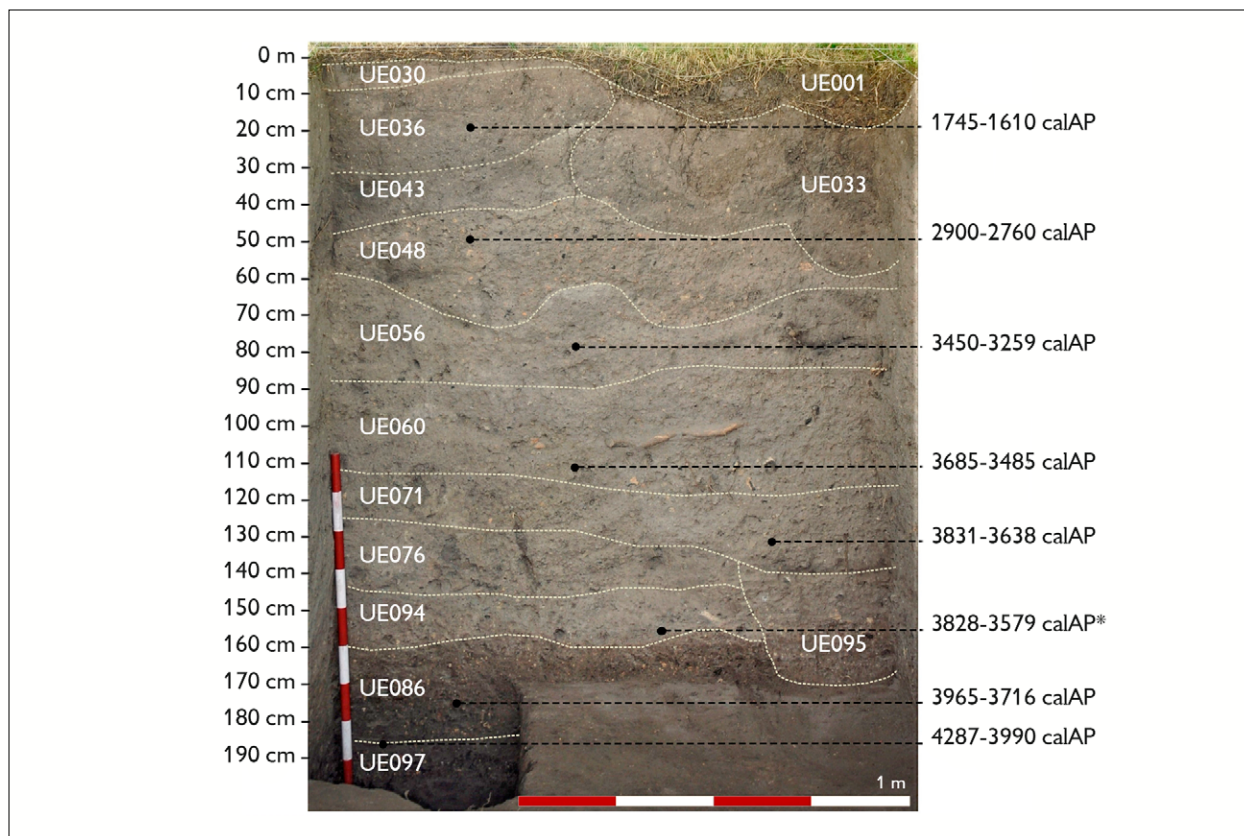 0 m
10 cm
20 cm
30 cm
40 cm
50 cm
60 cm
70 cm
80 cm
90 cm
100 cm
110 cm
120 cm
130 cm
140 cm
150 cm
160 cm
170 cm
180 cm
190 cm
UE030
UE001
UE036
UE033
UE043
UE048
UE056
UE060
UE071
UE076
UE094
UE095
UE086
UE097
1 m
1745-1610 calAP
2900-2760 calAP
3450-3259 calAP
3685-3485 calAP
3831-3638 calAP
3828-3579 calAP*
3965-3716 calAP
4287-3990 calAP